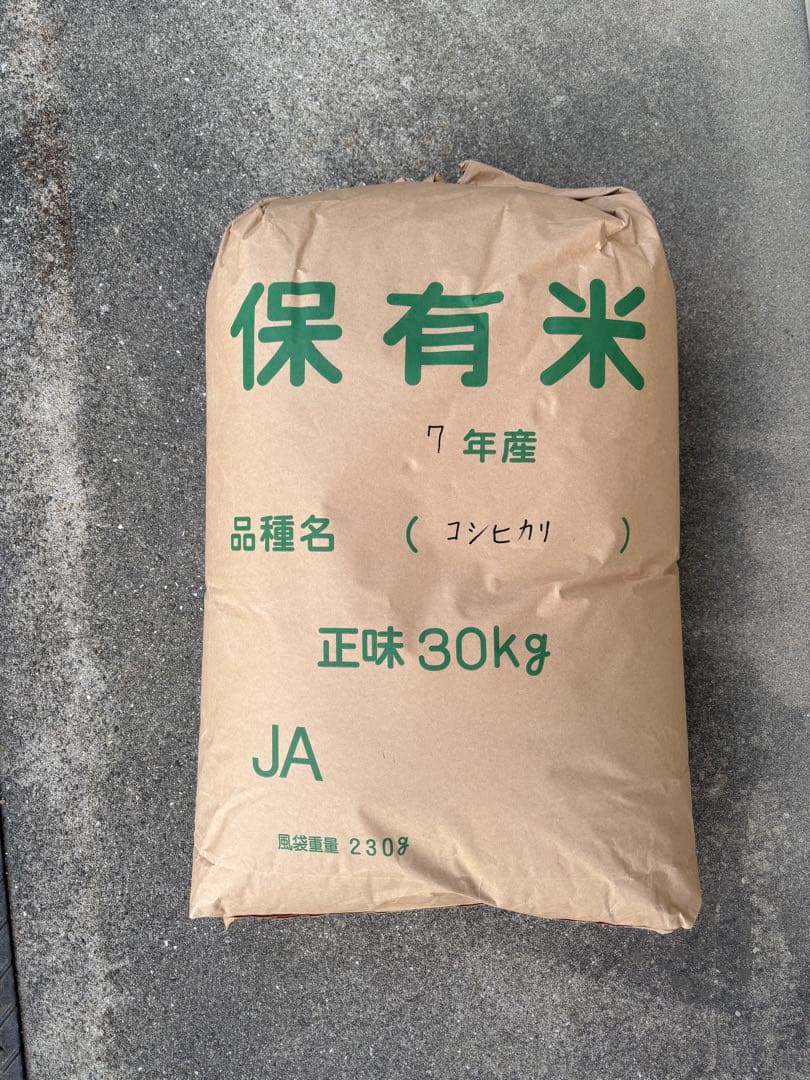 保有米
7年産
品種名 ( コシヒカリ )
正味30kg
JA
風袋重量 230g